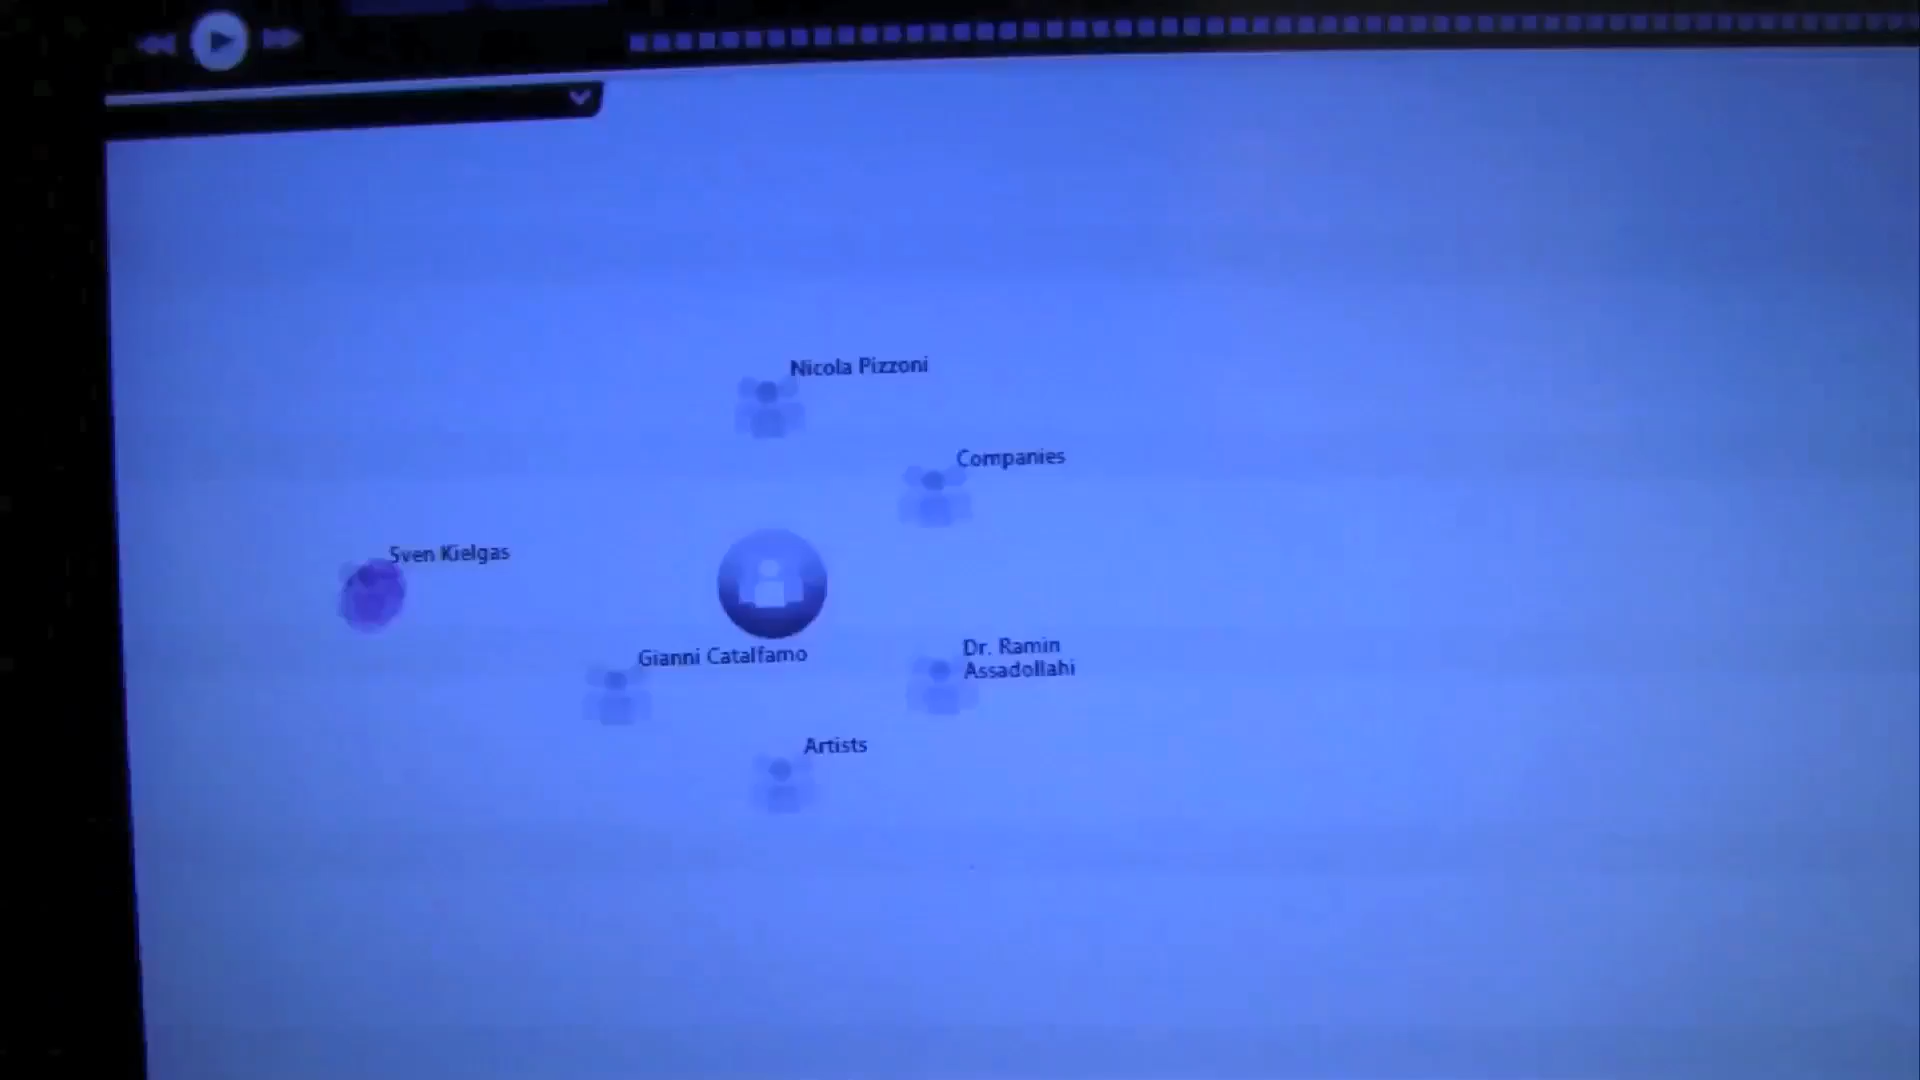 Nicola Pizzoni
Companies
Sven Kielgas
Gianni Catalfamo
Dr. Ramin
Assadollahi
Artists